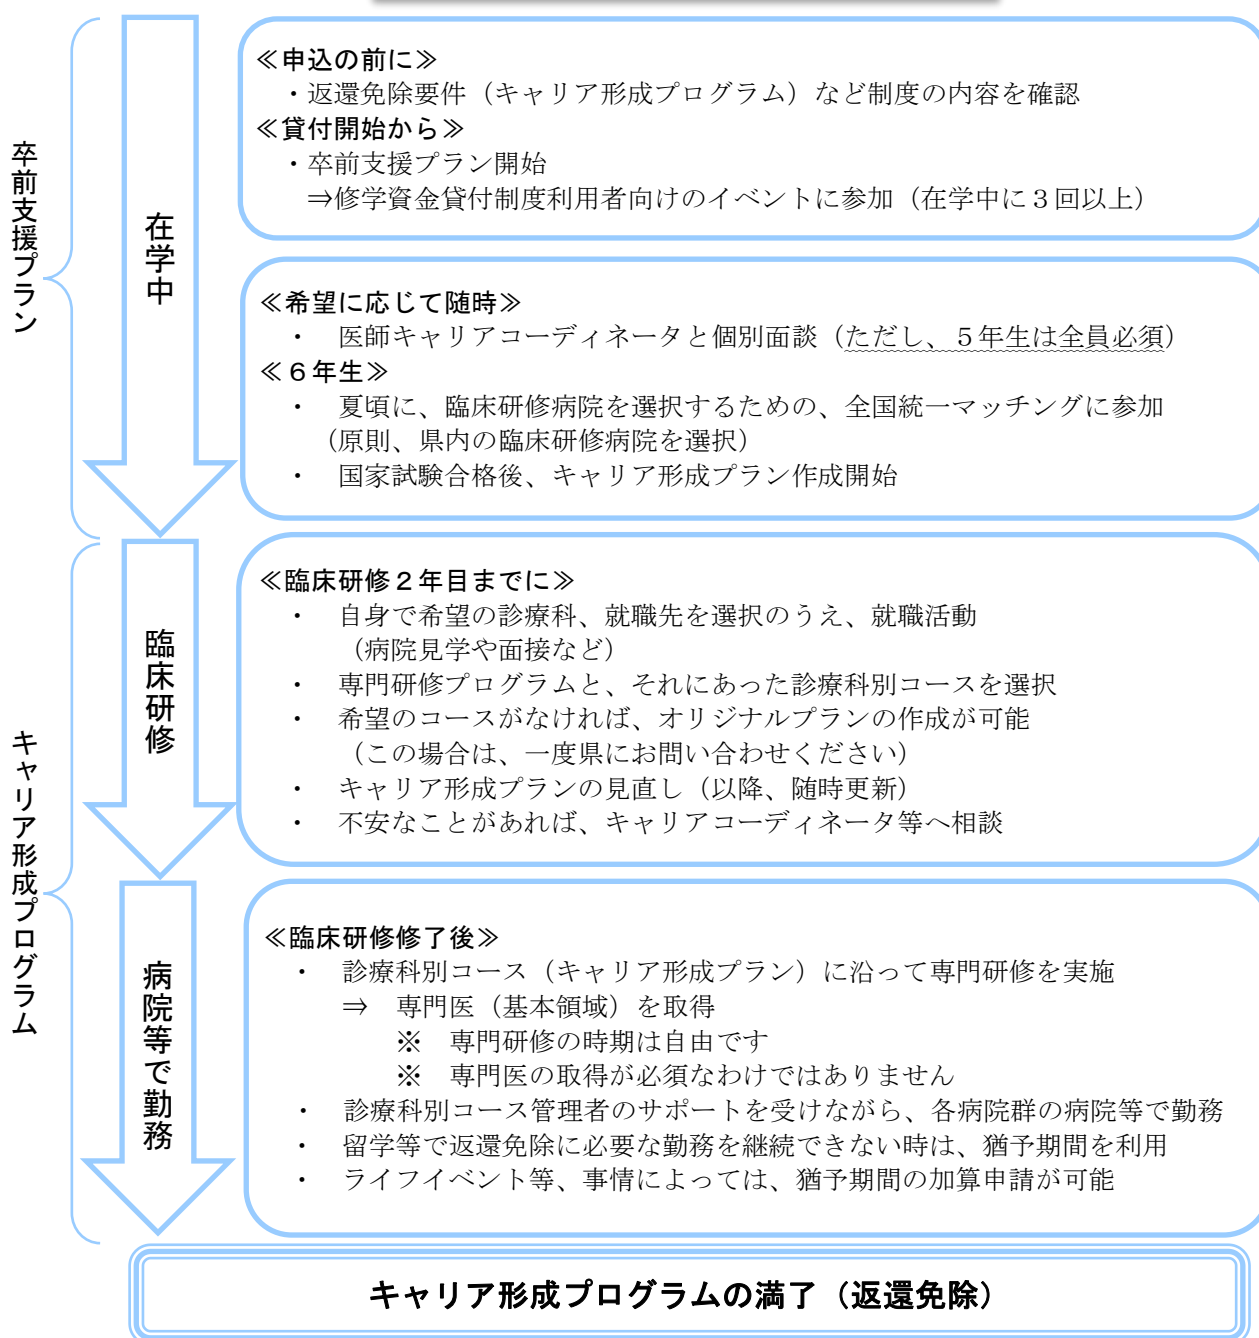 卒前支援プラン
在学中
≪申込の前に≫
・返還免除要件（キャリア形成プログラム）など制度の内容を確認
≪貸付開始から≫
・卒前支援プラン開始
⇒修学資金貸付制度利用者向けのイベントに参加（在学中に３回以上）
≪希望に応じて随時≫
・　医師キャリアコーディネータと個別面談（ただし、５年生は全員必須）
≪６年生≫
・　夏頃に、臨床研修病院を選択するための、全国統一マッチングに参加
（原則、県内の臨床研修病院を選択）
・　国家試験合格後、キャリア形成プラン作成開始
キャリア形成プログラム
臨床研修
≪臨床研修２年目までに≫
・　自身で希望の診療科、就職先を選択のうえ、就職活動
（病院見学や面接など）
・　専門研修プログラムと、それにあった診療科別コースを選択
・　希望のコースがなければ、オリジナルプランの作成が可能
（この場合は、一度県にお問い合わせください）
・　キャリア形成プランの見直し（以降、随時更新）
・　不安なことがあれば、キャリアコーディネータ等へ相談
病院等で勤務
≪臨床研修修了後≫
・　診療科別コース（キャリア形成プラン）に沿って専門研修を実施
⇒　専門医（基本領域）を取得
※　専門研修の時期は自由です
※　専門医の取得が必須なわけではありません
・　診療科別コース管理者のサポートを受けながら、各病院群の病院等で勤務
・　留学等で返還免除に必要な勤務を継続できない時は、猶予期間を利用
・　ライフイベント等、事情によっては、猶予期間の加算申請が可能
キャリア形成プログラムの満了（返還免除）